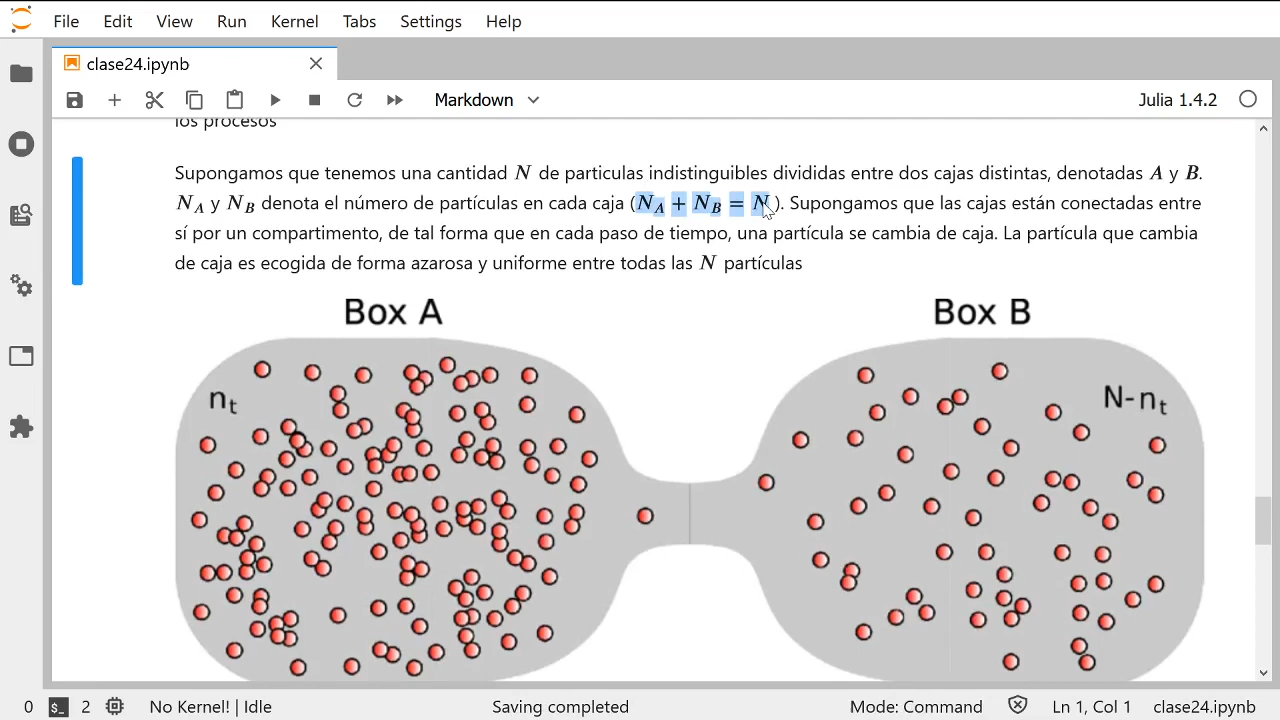 File Edit View Run Kernel Tabs Settings Help
clase24.ipynb
Markdown
Julia 1.4.2
los procesos
Supongamos que tenemos una cantidad N de particulas indistinguibles divididas entre dos cajas distintas, denotadas A y B.
N_A y N_B denota el número de partículas en cada caja (N_A + N_B = N). Supongamos que las cajas están conectadas entre
sí por un compartimento, de tal forma que en cada paso de tiempo, una partícula se cambia de caja. La partícula que cambia
de caja es ecogida de forma azarosa y uniforme entre todas las N partículas
Box A Box B
n_t N-n_t
0 $_ 2 No Kernel! | Idle Saving completed Mode: Command Ln 1, Col 1 clase24.ipynb